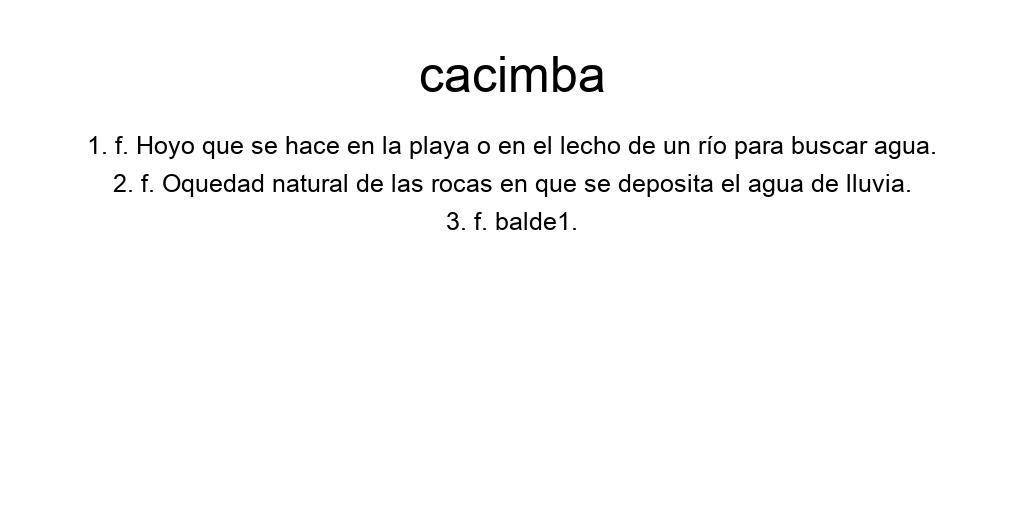 cacimba
1. f. Hoyo que se hace en la playa o en el lecho de un río para buscar agua.
2. f. Oquedad natural de las rocas en que se deposita el agua de lluvia.
3. f. balde1.